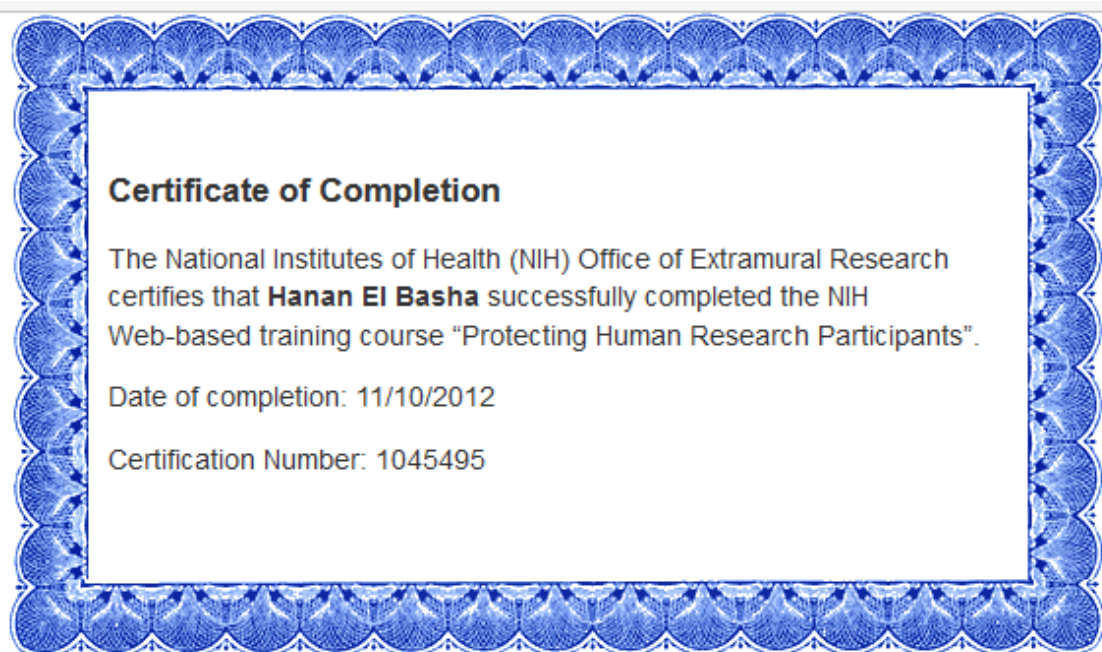 Certificate of Completion
The National Institutes of Health (NIH) Office of Extramural Research
certifies that Hanan El Basha successfully completed the NIH
Web-based training course “Protecting Human Research Participants”.
Date of completion: 11/10/2012
Certification Number: 1045495